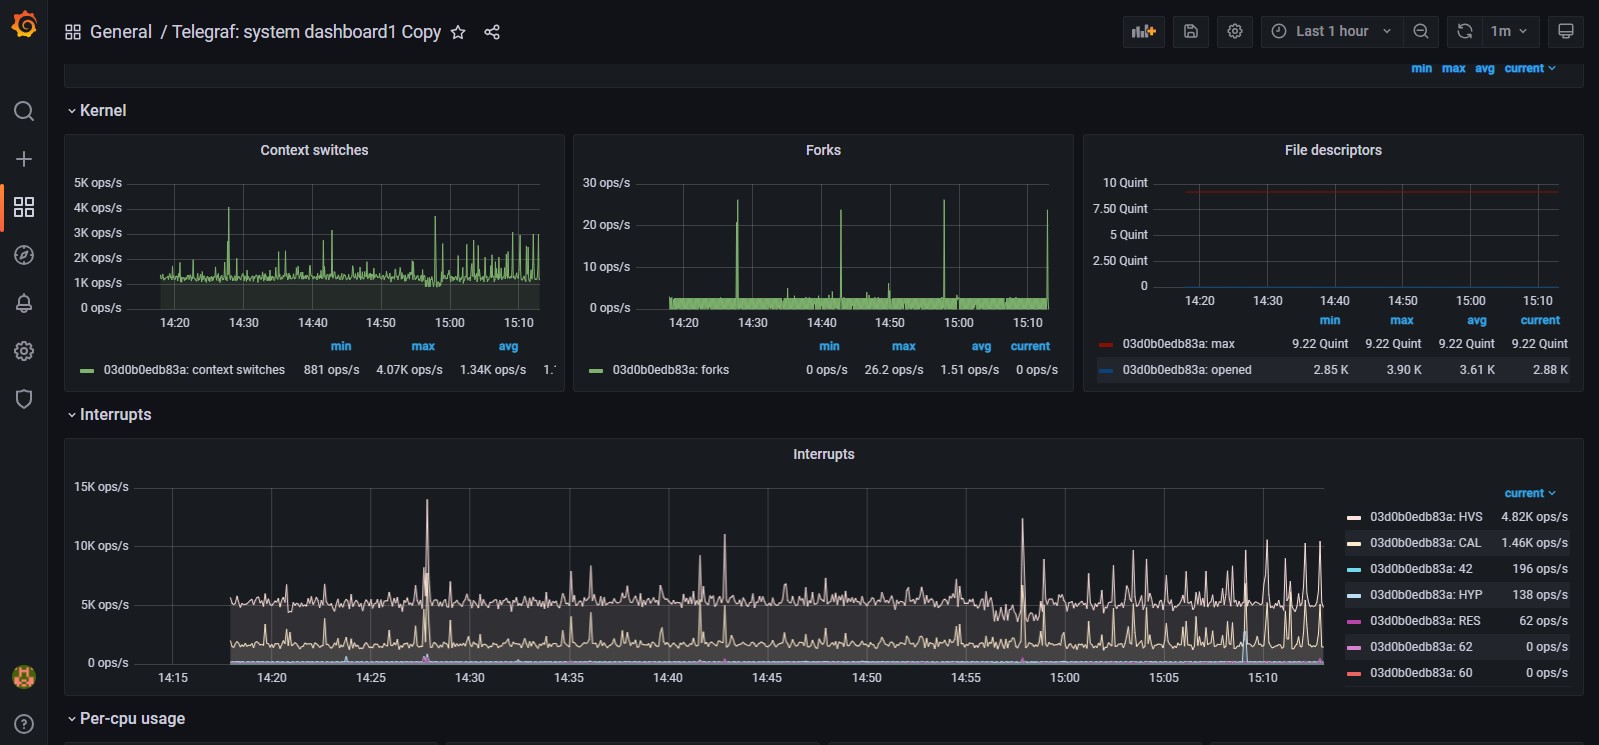 General / Telegraf: system dashboard1 Copy
Last 1 hour
1m
min max avg current
Kernel
Context switches
5K ops/s
4K ops/s
3K ops/s
2K ops/s
1K ops/s
0 ops/s
14:20 14:30 14:40 14:50 15:00 15:10
min max avg
03d0b0edb83a: context switches 881 ops/s 4.07K ops/s 1.34K ops/s
Forks
30 ops/s
20 ops/s
10 ops/s
0 ops/s
14:20 14:30 14:40 14:50 15:00 15:10
min max avg current
03d0b0edb83a: forks 0 ops/s 26.2 ops/s 1.51 ops/s 0 ops/s
File descriptors
10 Quint
7.50 Quint
5 Quint
2.50 Quint
0
14:20 14:30 14:40 14:50 15:00 15:10
min max avg current
03d0b0edb83a: max 9.22 Quint 9.22 Quint 9.22 Quint 9.22 Quint
03d0b0edb83a: opened 2.85 K 3.90 K 3.61 K 2.88 K
Interrupts
Interrupts
15K ops/s
10K ops/s
5K ops/s
0 ops/s
14:15 14:20 14:25 14:30 14:35 14:40 14:45 14:50 14:55 15:00 15:05 15:10
current
03d0b0edb83a: HVS 4.82K ops/s
03d0b0edb83a: CAL 1.46K ops/s
03d0b0edb83a: 42 196 ops/s
03d0b0edb83a: HYP 138 ops/s
03d0b0edb83a: RES 62 ops/s
03d0b0edb83a: 62 0 ops/s
03d0b0edb83a: 60 0 ops/s
Per-cpu usage